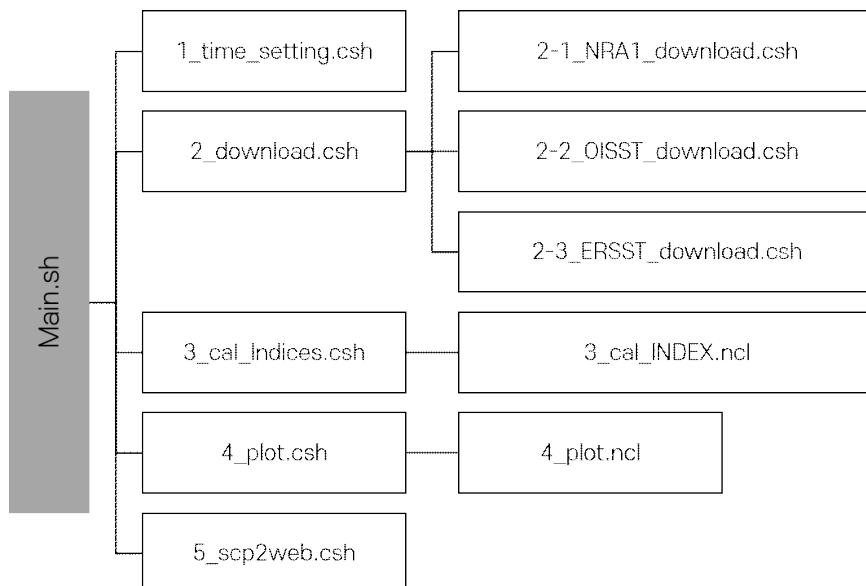 Main.sh
1_time_setting.csh
2_download.csh
2-1_NRA1_download.csh
2-2_OISST_download.csh
2-3_ERSST_download.csh
3_cal_Indices.csh
3_cal_INDEX.ncl
4_plot.csh
4_plot.ncl
5_scp2web.csh